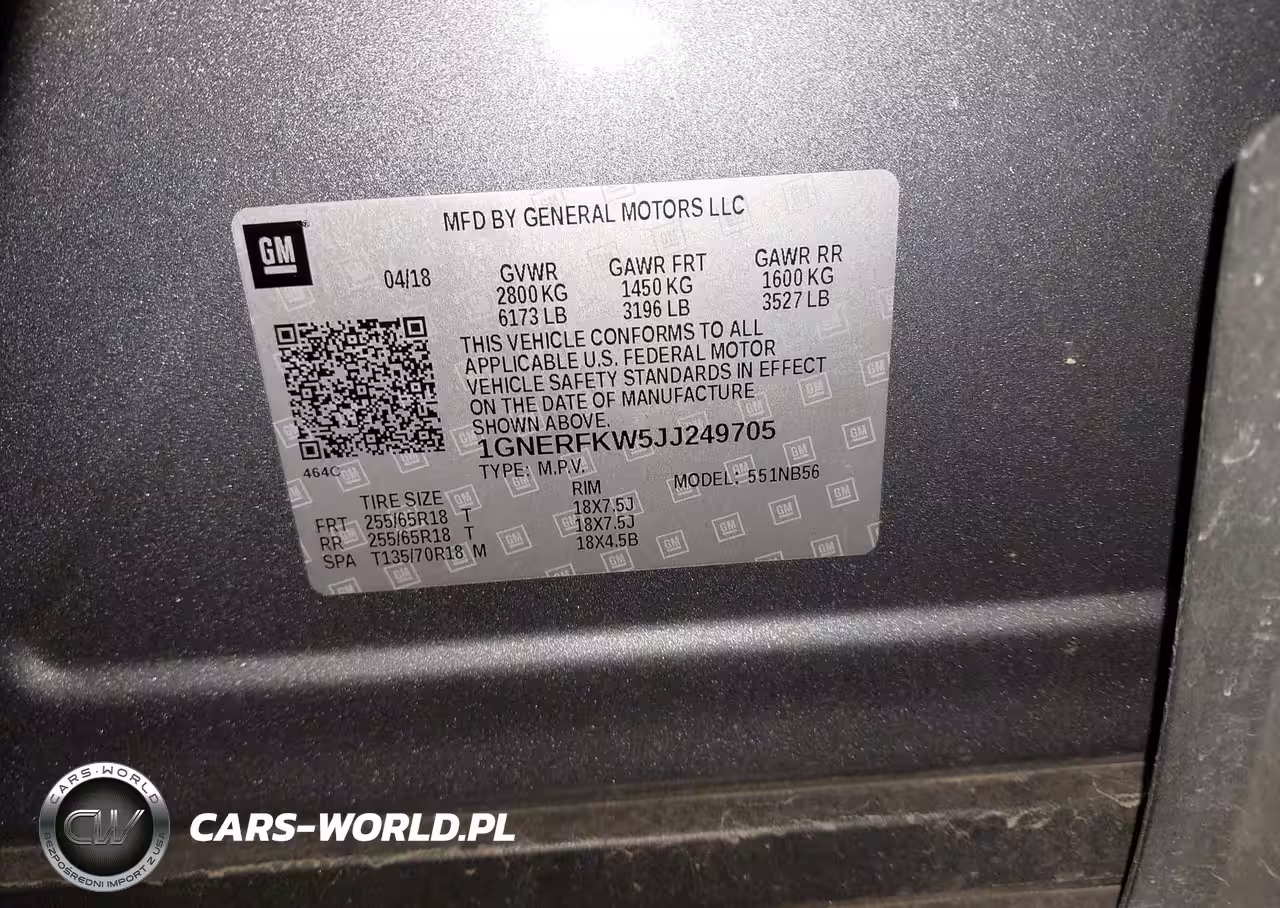 MFD BY GENERAL MOTORS LLC
GM
04/18
GVWR GAWR FRT GAWR RR
2800 KG 1450 KG 1600 KG
6173 LB 3196 LB 3527 LB
THIS VEHICLE CONFORMS TO ALL
APPLICABLE U.S. FEDERAL MOTOR
VEHICLE SAFETY STANDARDS IN EFFECT
ON THE DATE OF MANUFACTURE
SHOWN ABOVE.
1GNERFKW5JJ249705
464C
TYPE: M.P.V. MODEL: 551NB56
TIRE SIZE RIM
FRT 255/65R18 T 18X7.5J
RR 255/65R18 T 18X7.5J
SPA T135/70R18 M 18X4.5B
CARS-WORLD
CW
BEZPOŚREDNI IMPORT Z USA
CARS-WORLD.PL